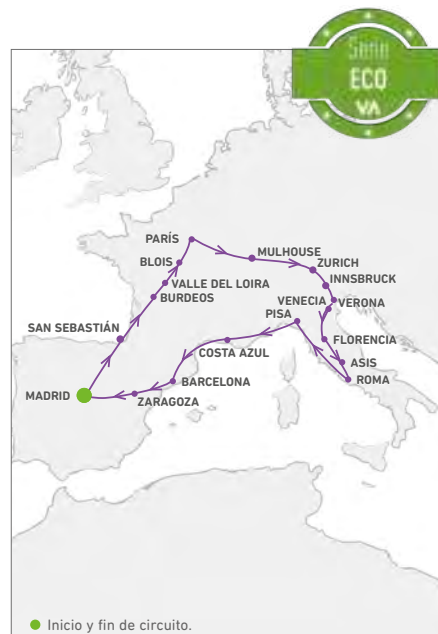 Serie
ECO
VA
PARÍS
MULHOUSE
BLOIS
ZURICH
VALLE DEL LOIRA
INNSBRUCK
BURDEOS
VENECIA
VERONA
PISA
SAN SEBASTIÁN
FLORENCIA
COSTA AZUL
ASIS
BARCELONA
ROMA
MADRID
ZARAGOZA
Inicio y fin de circuito.